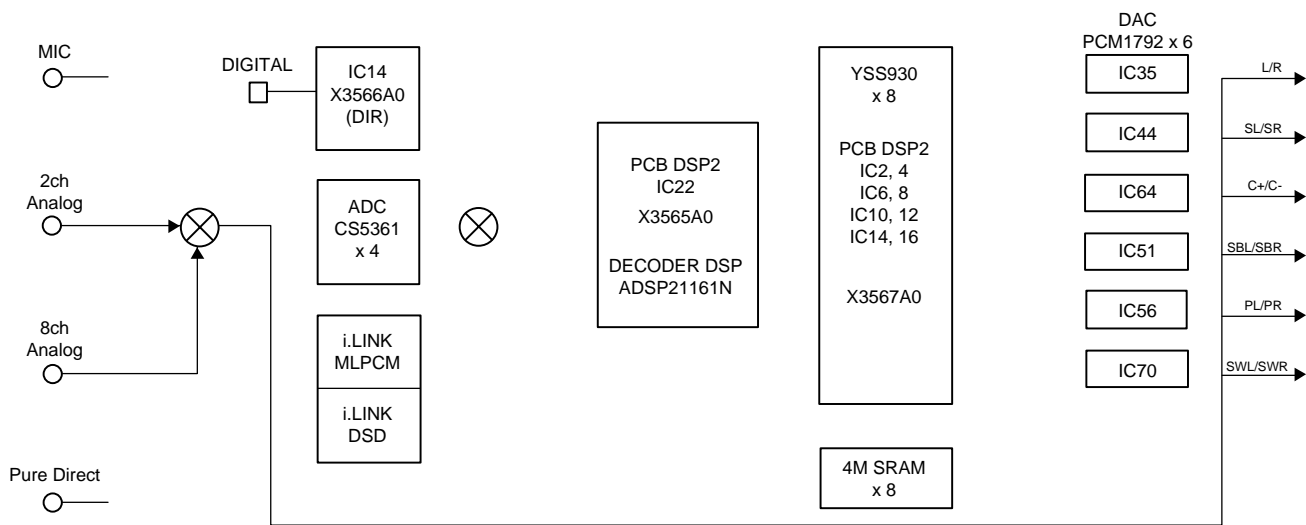 MIC
2ch
Analog
8ch
Analog
Pure Direct
DIGITAL
IC14
X3566A0
(DIR)
ADC
CS5361
x 4
i.LINK
MLPCM
i.LINK
DSD
PCB DSP2
IC22
X3565A0
DECODER DSP
ADSP21161N
YSS930
x 8
PCB DSP2
IC2, 4
IC6, 8
IC10, 12
IC14, 16
X3567A0
4M SRAM
x 8
DAC
PCM1792 x 6
IC35
IC44
IC64
IC51
IC56
IC70
L/R
SL/SR
C+/C-
SBL/SBR
PL/PR
SWL/SWR